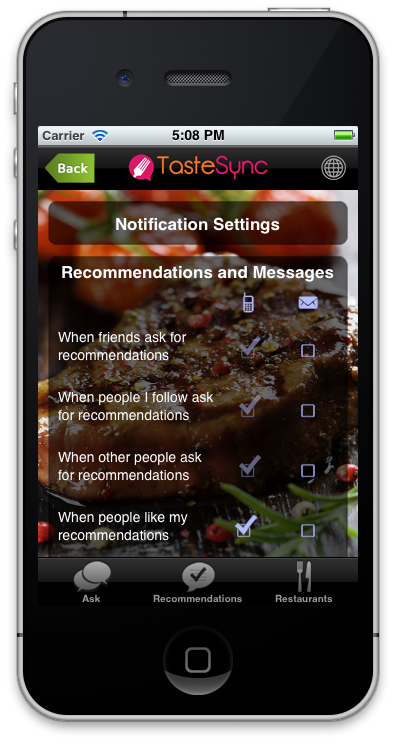 Carrier 5:08 PM
Back TasteSync
Notification Settings
Recommendations and Messages
When friends ask for
recommendations
When people I follow ask
for recommendations
When other people ask
for recommendations
When people like my
recommendations
Ask Recommendations Restaurants